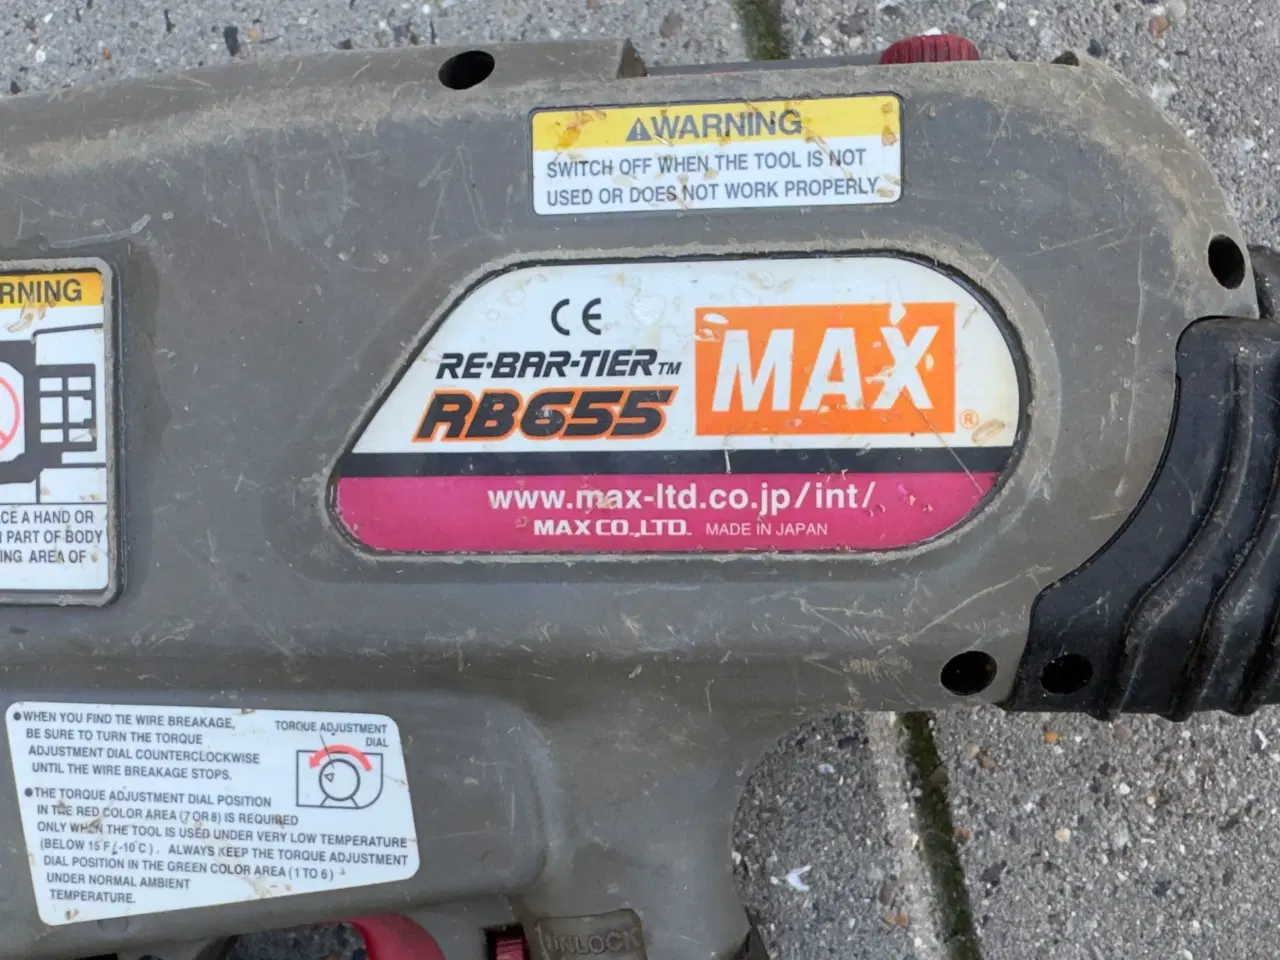 ⚠WARNING
SWITCH OFF WHEN THE TOOL IS NOT
USED OR DOES NOT WORK PROPERLY
RNING
CE A HAND OR
PART OF BODY
ING AREA OF
CE
RE-BAR-TIER™
RB655
MAX®
www.max-ltd.co.jp/int/
MAX CO.,LTD. MADE IN JAPAN
•WHEN YOU FIND TIE WIRE BREAKAGE,
BE SURE TO TURN THE TORQUE
ADJUSTMENT DIAL COUNTERCLOCKWISE
UNTIL THE WIRE BREAKAGE STOPS.
TORQUE ADJUSTMENT
DIAL
•THE TORQUE ADJUSTMENT DIAL POSITION
IN THE RED COLOR AREA (7 OR 8) IS REQUIRED
ONLY WHEN THE TOOL IS USED UNDER VERY LOW TEMPERATURE
(BELOW 15 F/-10 C). ALWAYS KEEP THE TORQUE ADJUSTMENT
DIAL POSITION IN THE GREEN COLOR AREA (1 TO 6)
UNDER NORMAL AMBIENT
TEMPERATURE.
UNLOCK